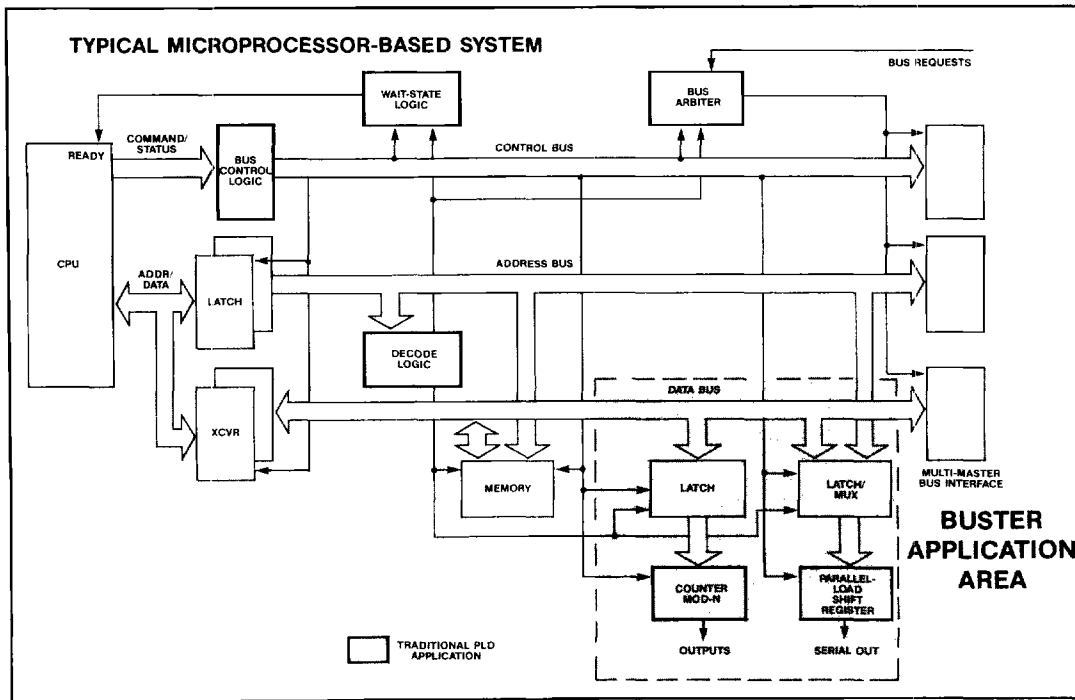 TYPICAL MICROPROCESSOR-BASED SYSTEM
BUS REQUESTS
WAIT-STATE
LOGIC
BUS
ARBITER
READY
COMMAND/
STATUS
BUS
CONTROL
LOGIC
CONTROL BUS
CPU
ADDR/
DATA
LATCH
ADDRESS BUS
DECODE
LOGIC
DATA BUS
XCVR
MEMORY
LATCH
LATCH/
MUX
MULTI-MASTER
BUS INTERFACE
BUSTER
APPLICATION
AREA
COUNTER
MOD-N
PARALLEL-
LOAD
SHIFT
REGISTER
TRADITIONAL PLD
APPLICATION
OUTPUTS
SERIAL OUT